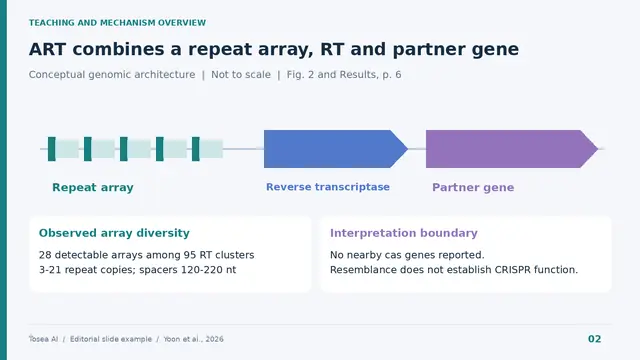 TEACHING AND MECHANISM OVERVIEW
ART combines a repeat array, RT and partner gene
Conceptual genomic architecture | Not to scale | Fig. 2 and Results, p. 6
Repeat array
Reverse transcriptase
Partner gene
Observed array diversity
28 detectable arrays among 95 RT clusters
3-21 repeat copies; spacers 120-220 nt
Interpretation boundary
No nearby cas genes reported.
Resemblance does not establish CRISPR function.
Tosea AI / Editorial slide example / Yoon et al., 2026
02